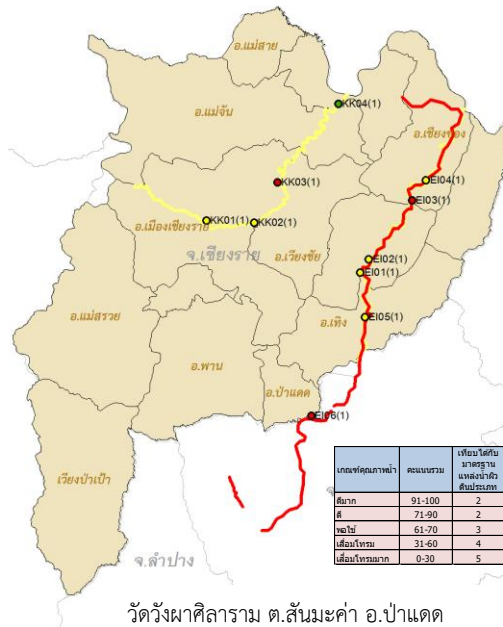 อ.แม่สาย
อ.แม่จัน
KK04(1)
อ.เชียงของ
KK03(1)
EI04(1)
EI03(1)
KK01(1)
KK02(1)
อ.เมืองเชียงราย
จ.เชียงราย
อ.เวียงชัย
EI02(1)
EI01(1)
อ.แม่สรวย
อ.เทิง
EI05(1)
อ.พาน
อ.ป่าแดด
EI06(1)
เวียงป่าเป้า
จ.ลำปาง
เกณฑ์คุณภาพน้ำ คะแนนรวม เทียบได้กับ
มาตรฐาน
แหล่งน้ำผิว
ดินประเภท
ดีมาก 91-100 2
ดี 71-90 2
พอใช้ 61-70 3
เสื่อมโทรม 31-60 4
เสื่อมโทรมมาก 0-30 5
วัดวังผาศิลาราม ต.สันมะค่า อ.ป่าแดด